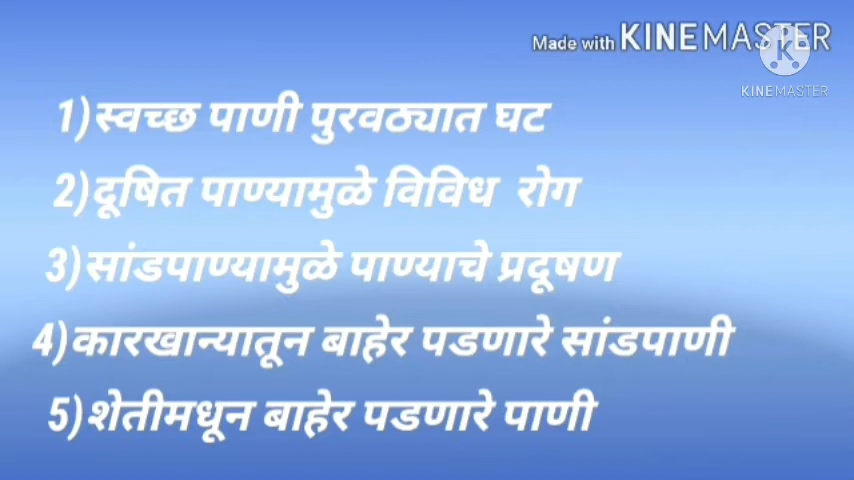 Made with KINEMASTER
KINEMASTER
1)स्वच्छ पाणी पुरवठ्यात घट
2)दूषित पाण्यामुळे विविध रोग
3)सांडपाण्यामुळे पाण्याचे प्रदूषण
4)कारखान्यातून बाहेर पडणारे सांडपाणी
5)शेतीमधून बाहेर पडणारे पाणी